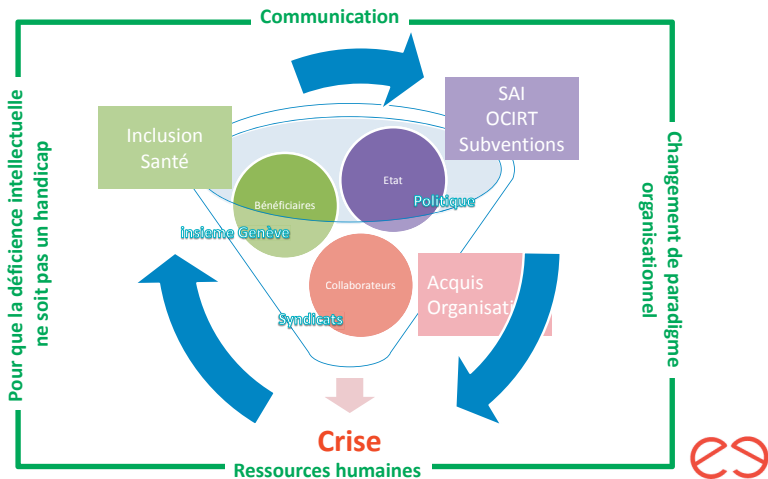 Communication
Pour que la déficience intellectuelle
ne soit pas un handicap
Inclusion
Santé
SAI
OCIRT
Subventions
Etat
Politique
Bénéficiaires
insieme Genève
Collaborateurs
Syndicats
Acquis
Organisati
Changement de paradigme
organisationnel
Crise
Ressources humaines